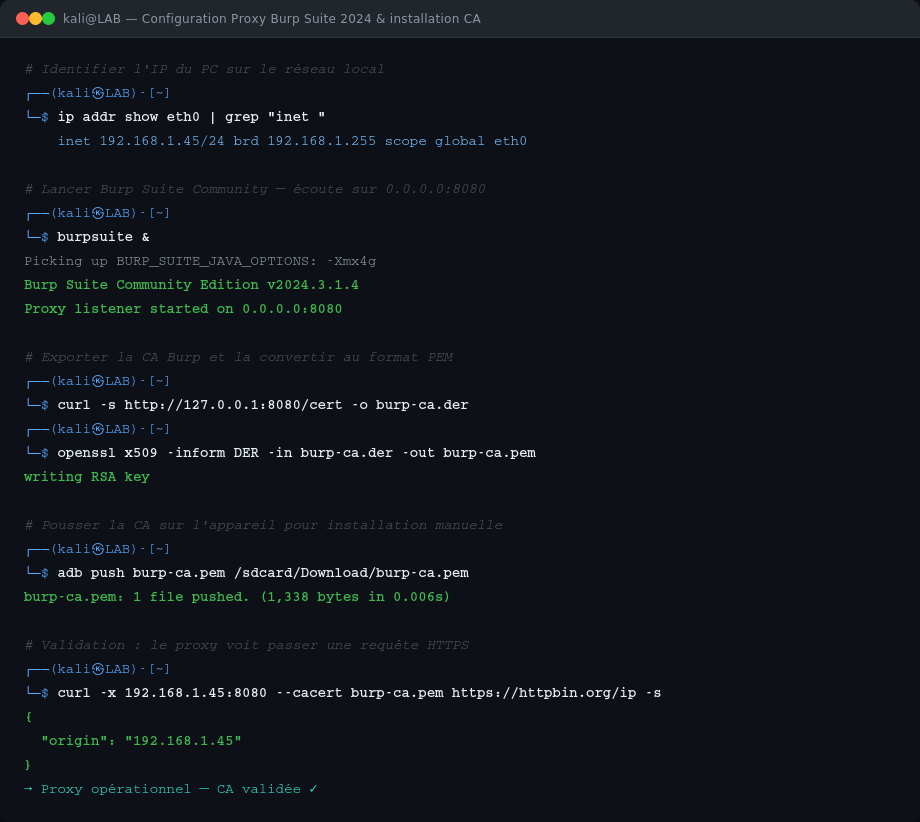 kali@LAB — Configuration Proxy Burp Suite 2024 & installation CA
# Identifier l'IP du PC sur le réseau local
┌──(kali㉿LAB)-[~]
└─$ ip addr show eth0 | grep "inet "
    inet 192.168.1.45/24 brd 192.168.1.255 scope global eth0
# Lancer Burp Suite Community — écoute sur 0.0.0.0:8080
┌──(kali㉿LAB)-[~]
└─$ burpsuite &
Picking up BURP_SUITE_JAVA_OPTIONS: -Xmx4g
Burp Suite Community Edition v2024.3.1.4
Proxy listener started on 0.0.0.0:8080
# Exporter la CA Burp et la convertir au format PEM
┌──(kali㉿LAB)-[~]
└─$ curl -s http://127.0.0.1:8080/cert -o burp-ca.der
┌──(kali㉿LAB)-[~]
└─$ openssl x509 -inform DER -in burp-ca.der -out burp-ca.pem
writing RSA key
# Pousser la CA sur l'appareil pour installation manuelle
┌──(kali㉿LAB)-[~]
└─$ adb push burp-ca.pem /sdcard/Download/burp-ca.pem
burp-ca.pem: 1 file pushed. (1,338 bytes in 0.006s)
# Validation : le proxy voit passer une requête HTTPS
┌──(kali㉿LAB)-[~]
└─$ curl -x 192.168.1.45:8080 --cacert burp-ca.pem https://httpbin.org/ip -s
{
  "origin": "192.168.1.45"
}
→ Proxy opérationnel — CA validée ✓